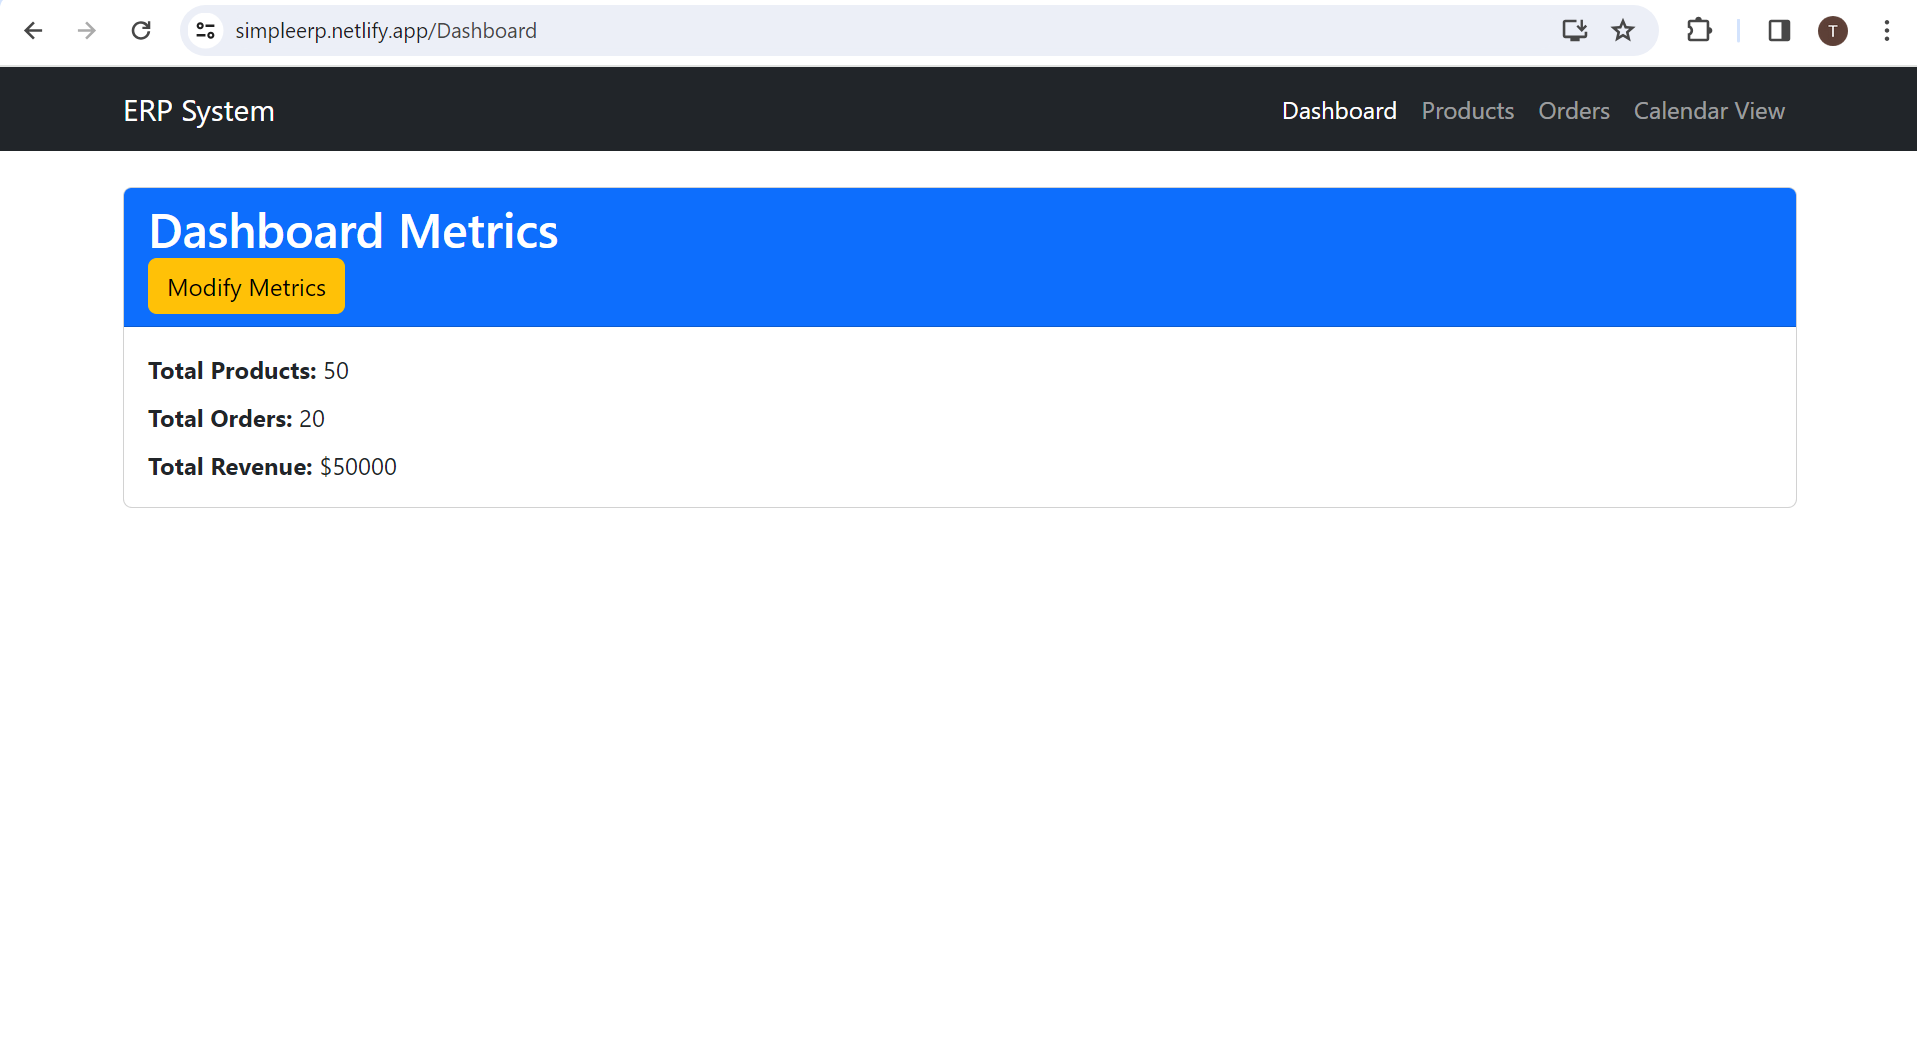 simpleerp.netlify.app/Dashboard
T
ERP System
Dashboard Products Orders Calendar View
Dashboard Metrics
Modify Metrics
Total Products: 50
Total Orders: 20
Total Revenue: $50000